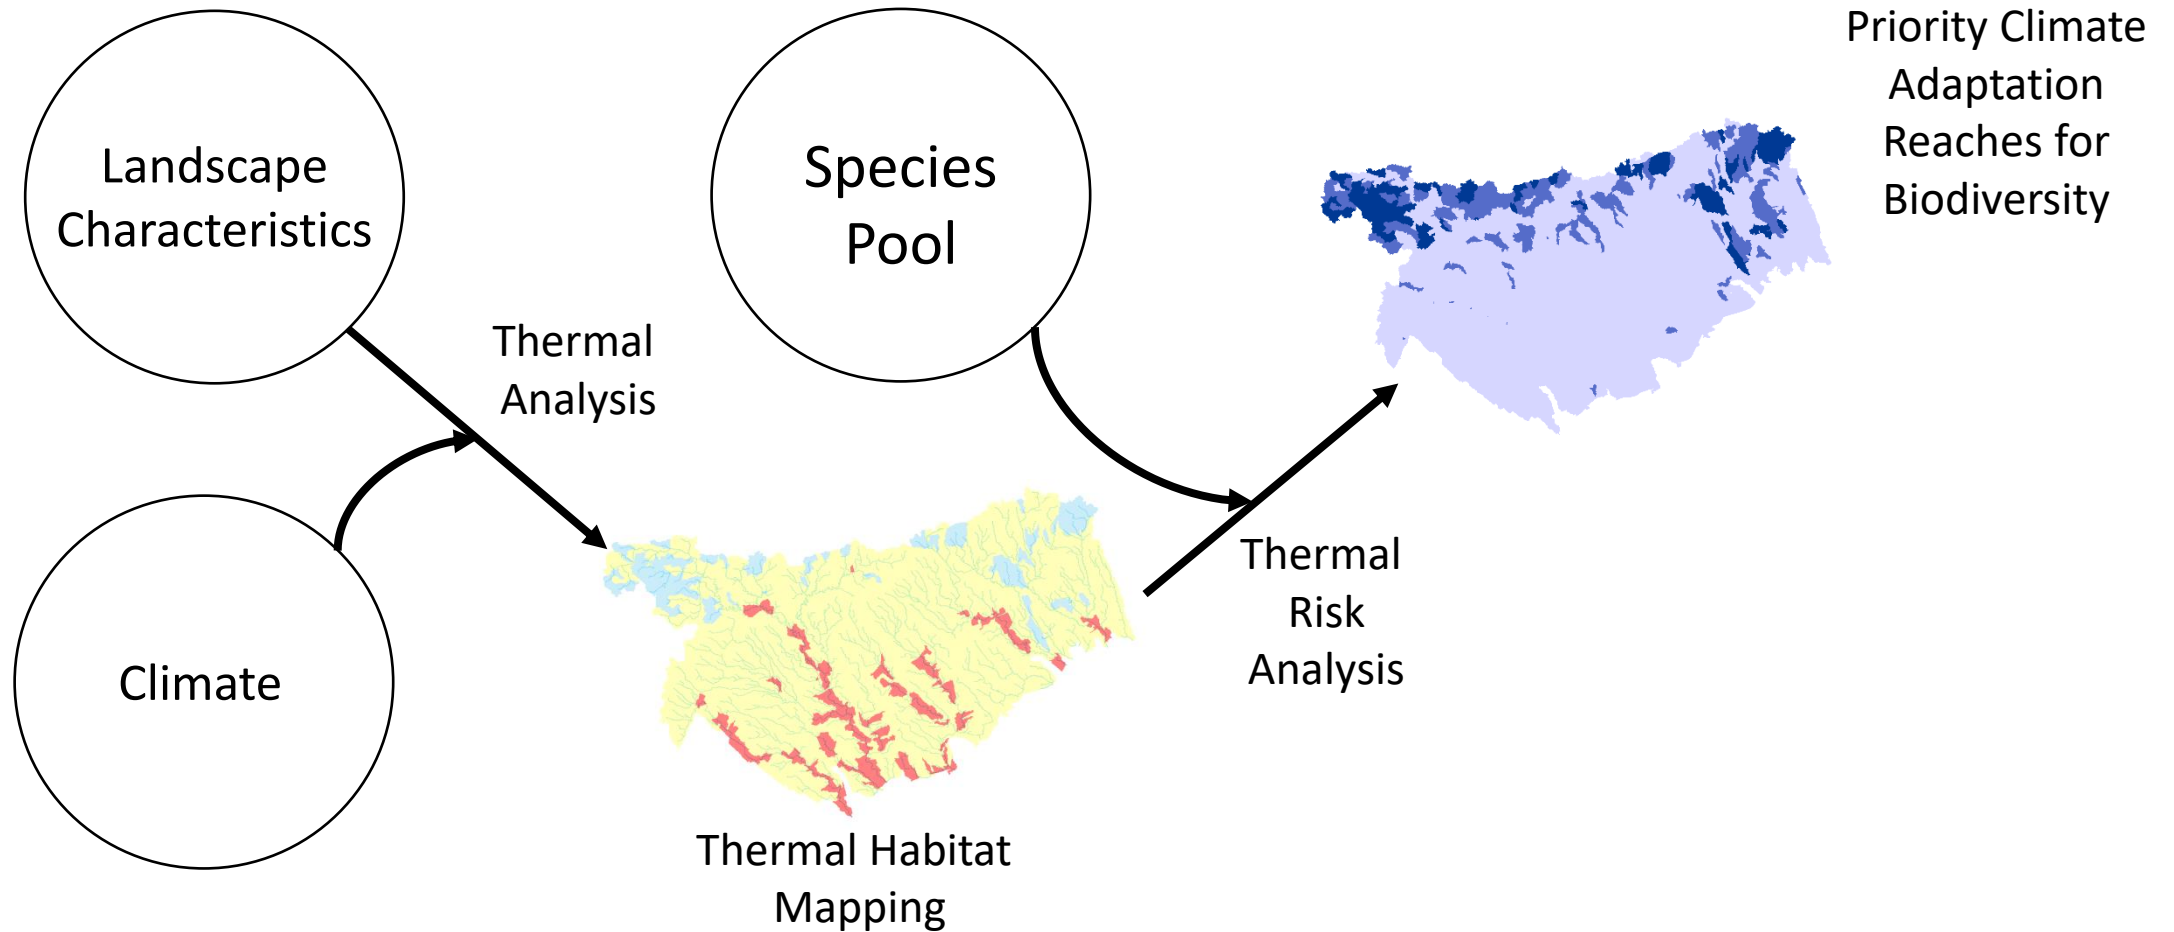 Landscape
Characteristics
Climate
Thermal
Analysis
Thermal Habitat
Mapping
Species
Pool
Thermal
Risk
Analysis
Priority Climate
Adaptation
Reaches for
Biodiversity